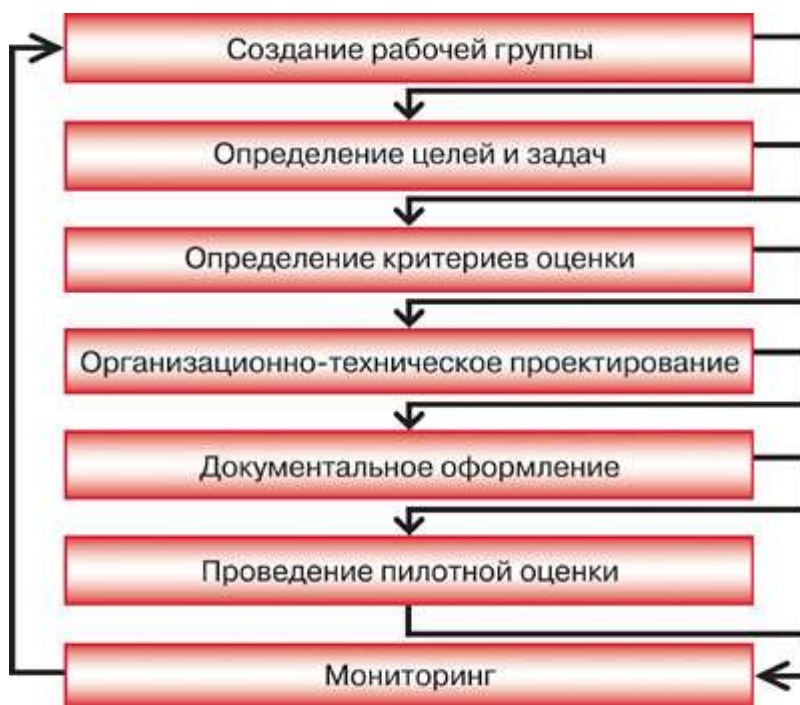 Создание рабочей группы
Определение целей и задач
Определение критериев оценки
Организационно-техническое проектирование
Документальное оформление
Проведение пилотной оценки
Мониторинг